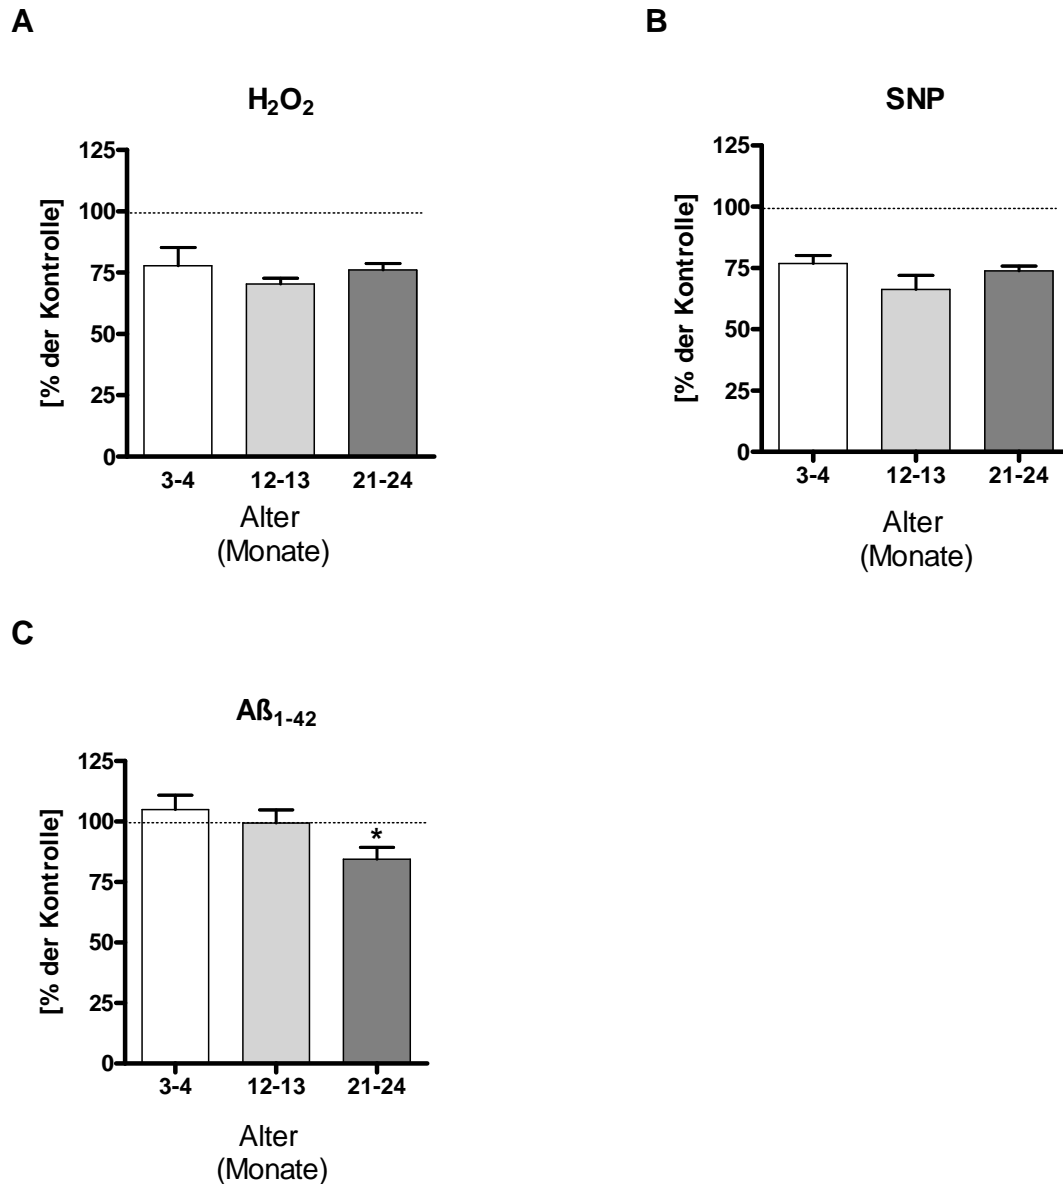 A
H₂O₂
125
100
75
50
25
0
[% der Kontrolle]
3-4 12-13 21-24
Alter
(Monate)
B
SNP
125
100
75
50
25
0
[% der Kontrolle]
3-4 12-13 21-24
Alter
(Monate)
C
Aß₁₋₄₂
125
100
75
50
25
0
[% der Kontrolle]
*
3-4 12-13 21-24
Alter
(Monate)